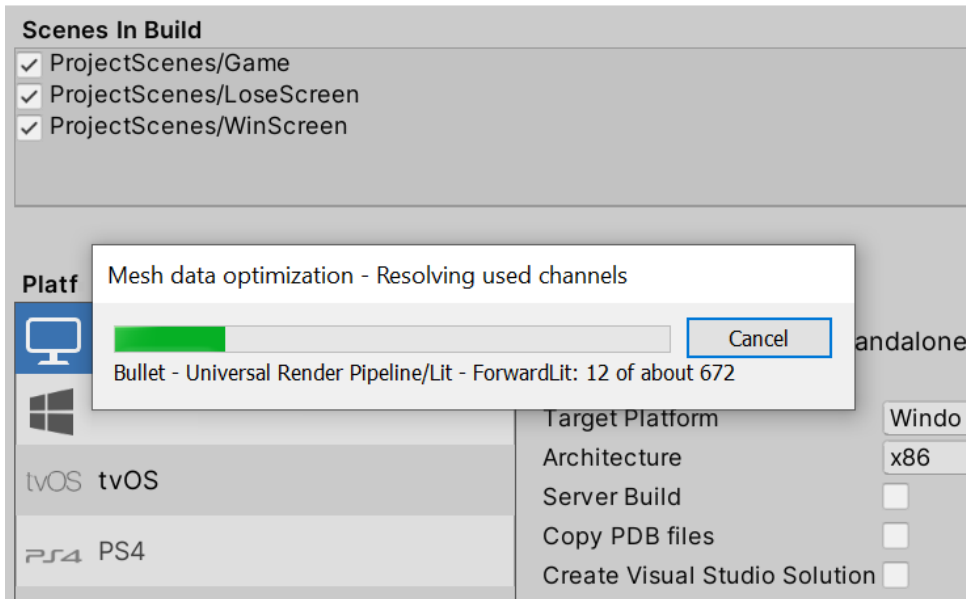 Scenes In Build
ProjectScenes/Game
ProjectScenes/LoseScreen
ProjectScenes/WinScreen
Platf
Mesh data optimization - Resolving used channels
Cancel
Bullet - Universal Render Pipeline/Lit - ForwardLit: 12 of about 672
andalone
Target Platform Windo
Architecture x86
Server Build
Copy PDB files
Create Visual Studio Solution
tvOS tvOS
PS4 PS4